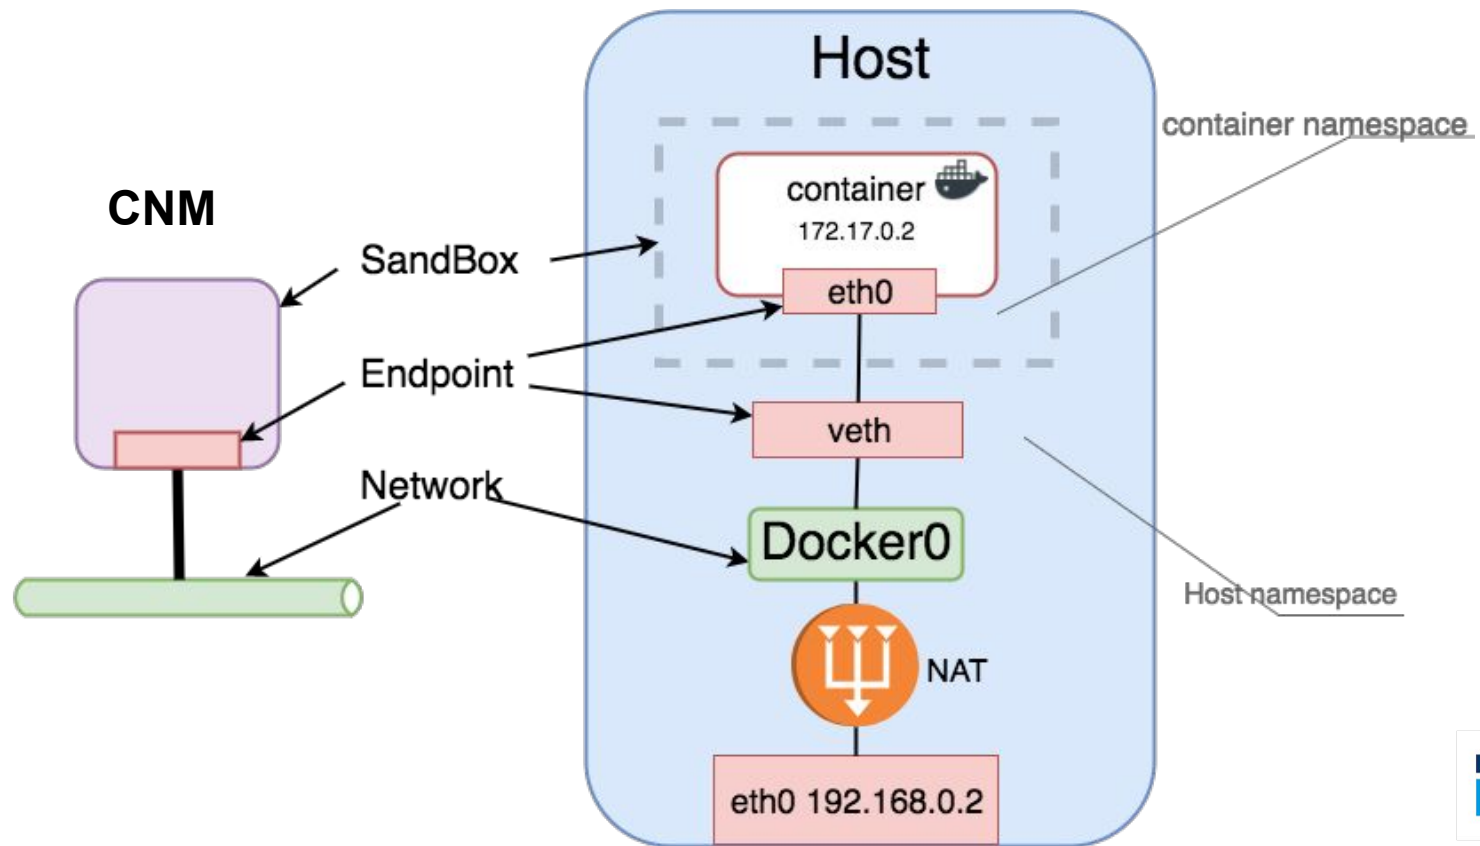 Host
container namespace
container
172.17.0.2
CNM
SandBox
eth0
Endpoint
veth
Network
Docker0
Host namespace
NAT
eth0 192.168.0.2